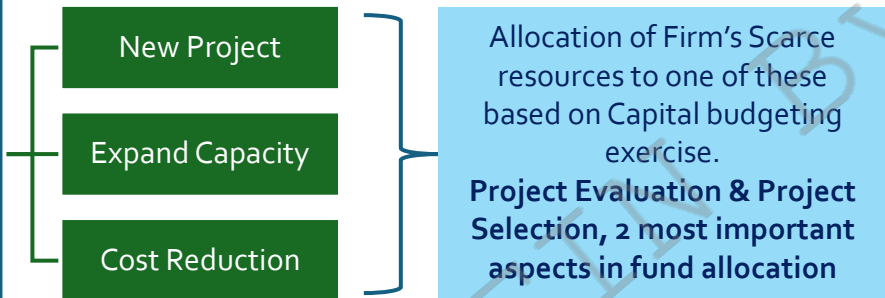 New Project
Expand Capacity
Cost Reduction
Allocation of Firm's Scarce
resources to one of these
based on Capital budgeting
exercise.
Project Evaluation & Project
Selection, 2 most important
aspects in fund allocation